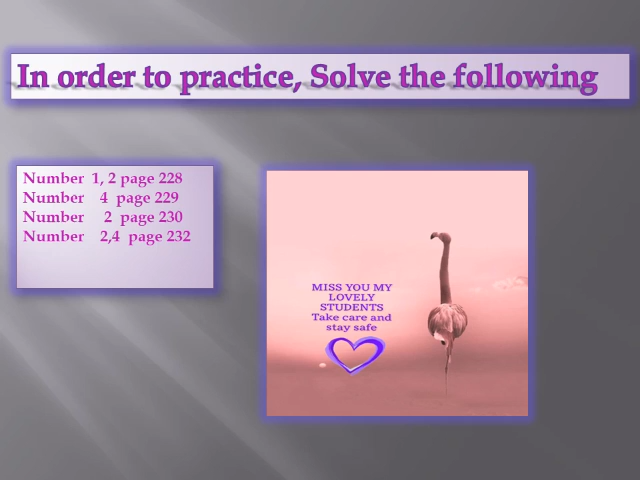 In order to practice, Solve the following
Number 1, 2 page 228
Number 4 page 229
Number 2 page 230
Number 2,4 page 232
MISS YOU MY
LOVELY
STUDENTS
Take care and
stay safe